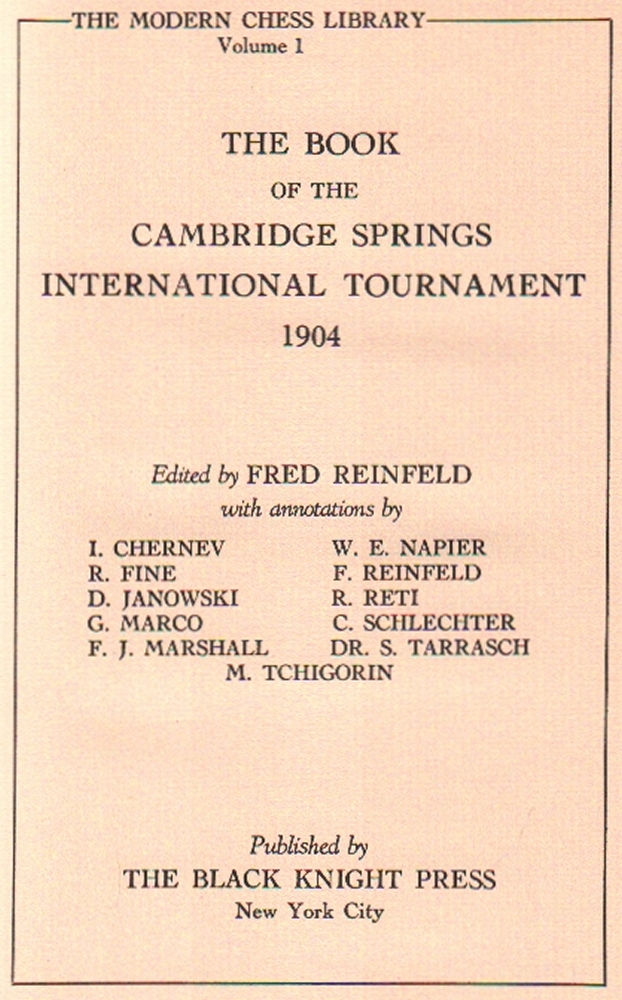 THE MODERN CHESS LIBRARY
Volume 1
THE BOOK
OF THE
CAMBRIDGE SPRINGS
INTERNATIONAL TOURNAMENT
1904
Edited by FRED REINFELD
with annotations by
I. CHERNEV
R. FINE
D. JANOWSKI
G. MARCO
F. J. MARSHALL
W. E. NAPIER
F. REINFELD
R. RETI
C. SCHLECHTER
DR. S. TARRASCH
M. TCHIGORIN
Published by
THE BLACK KNIGHT PRESS
New York City